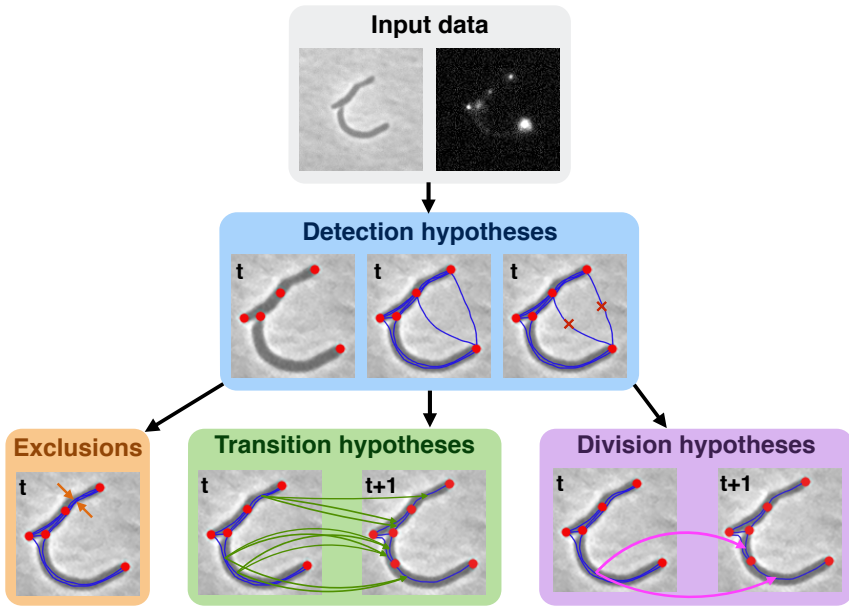 Input data
Detection hypotheses
t
t
t
Exclusions
t
Transition hypotheses
t
t+1
Division hypotheses
t
t+1